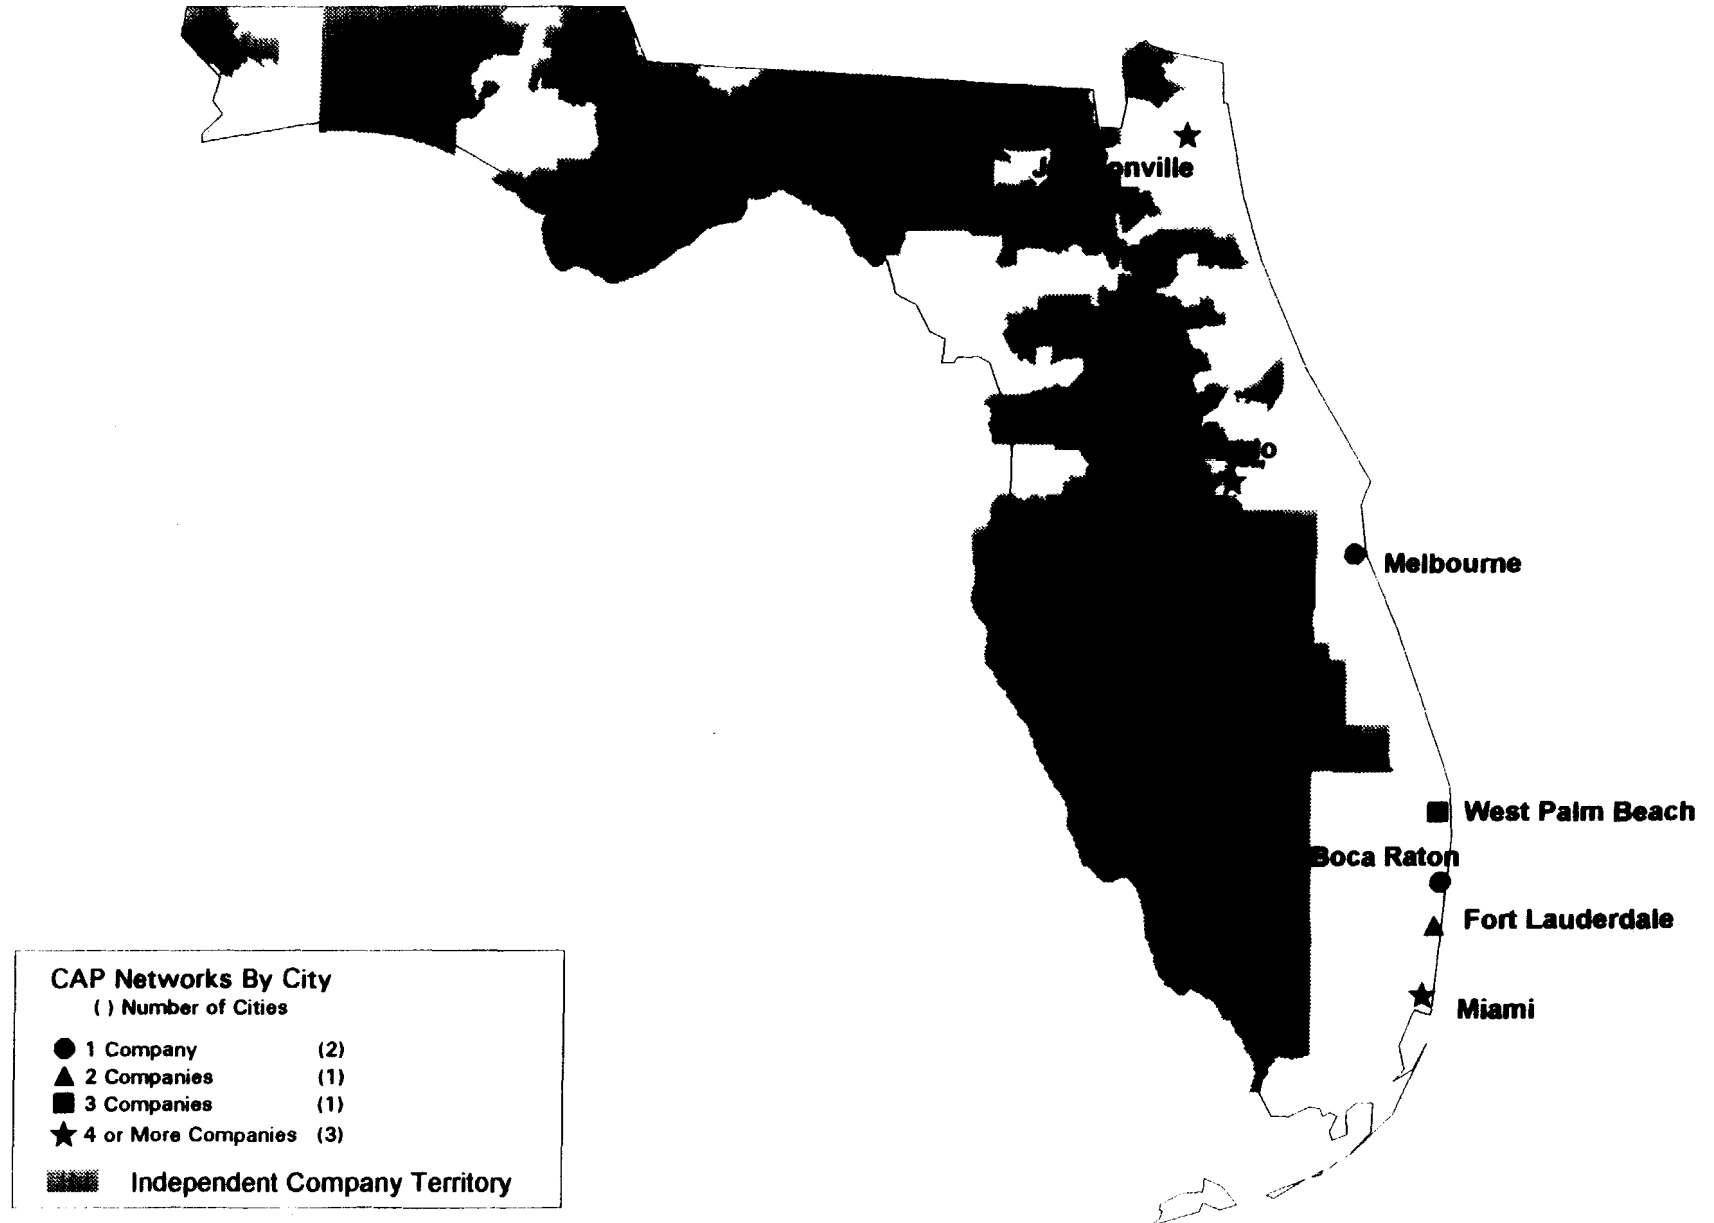 Melbourne
West Palm Beach
Boca Raton
Fort Lauderdale
Miami
CAP Networks By City
( ) Number of Cities
1 Company (2)
2 Companies (1)
3 Companies (1)
4 or More Companies (3)
Independent Company Territory